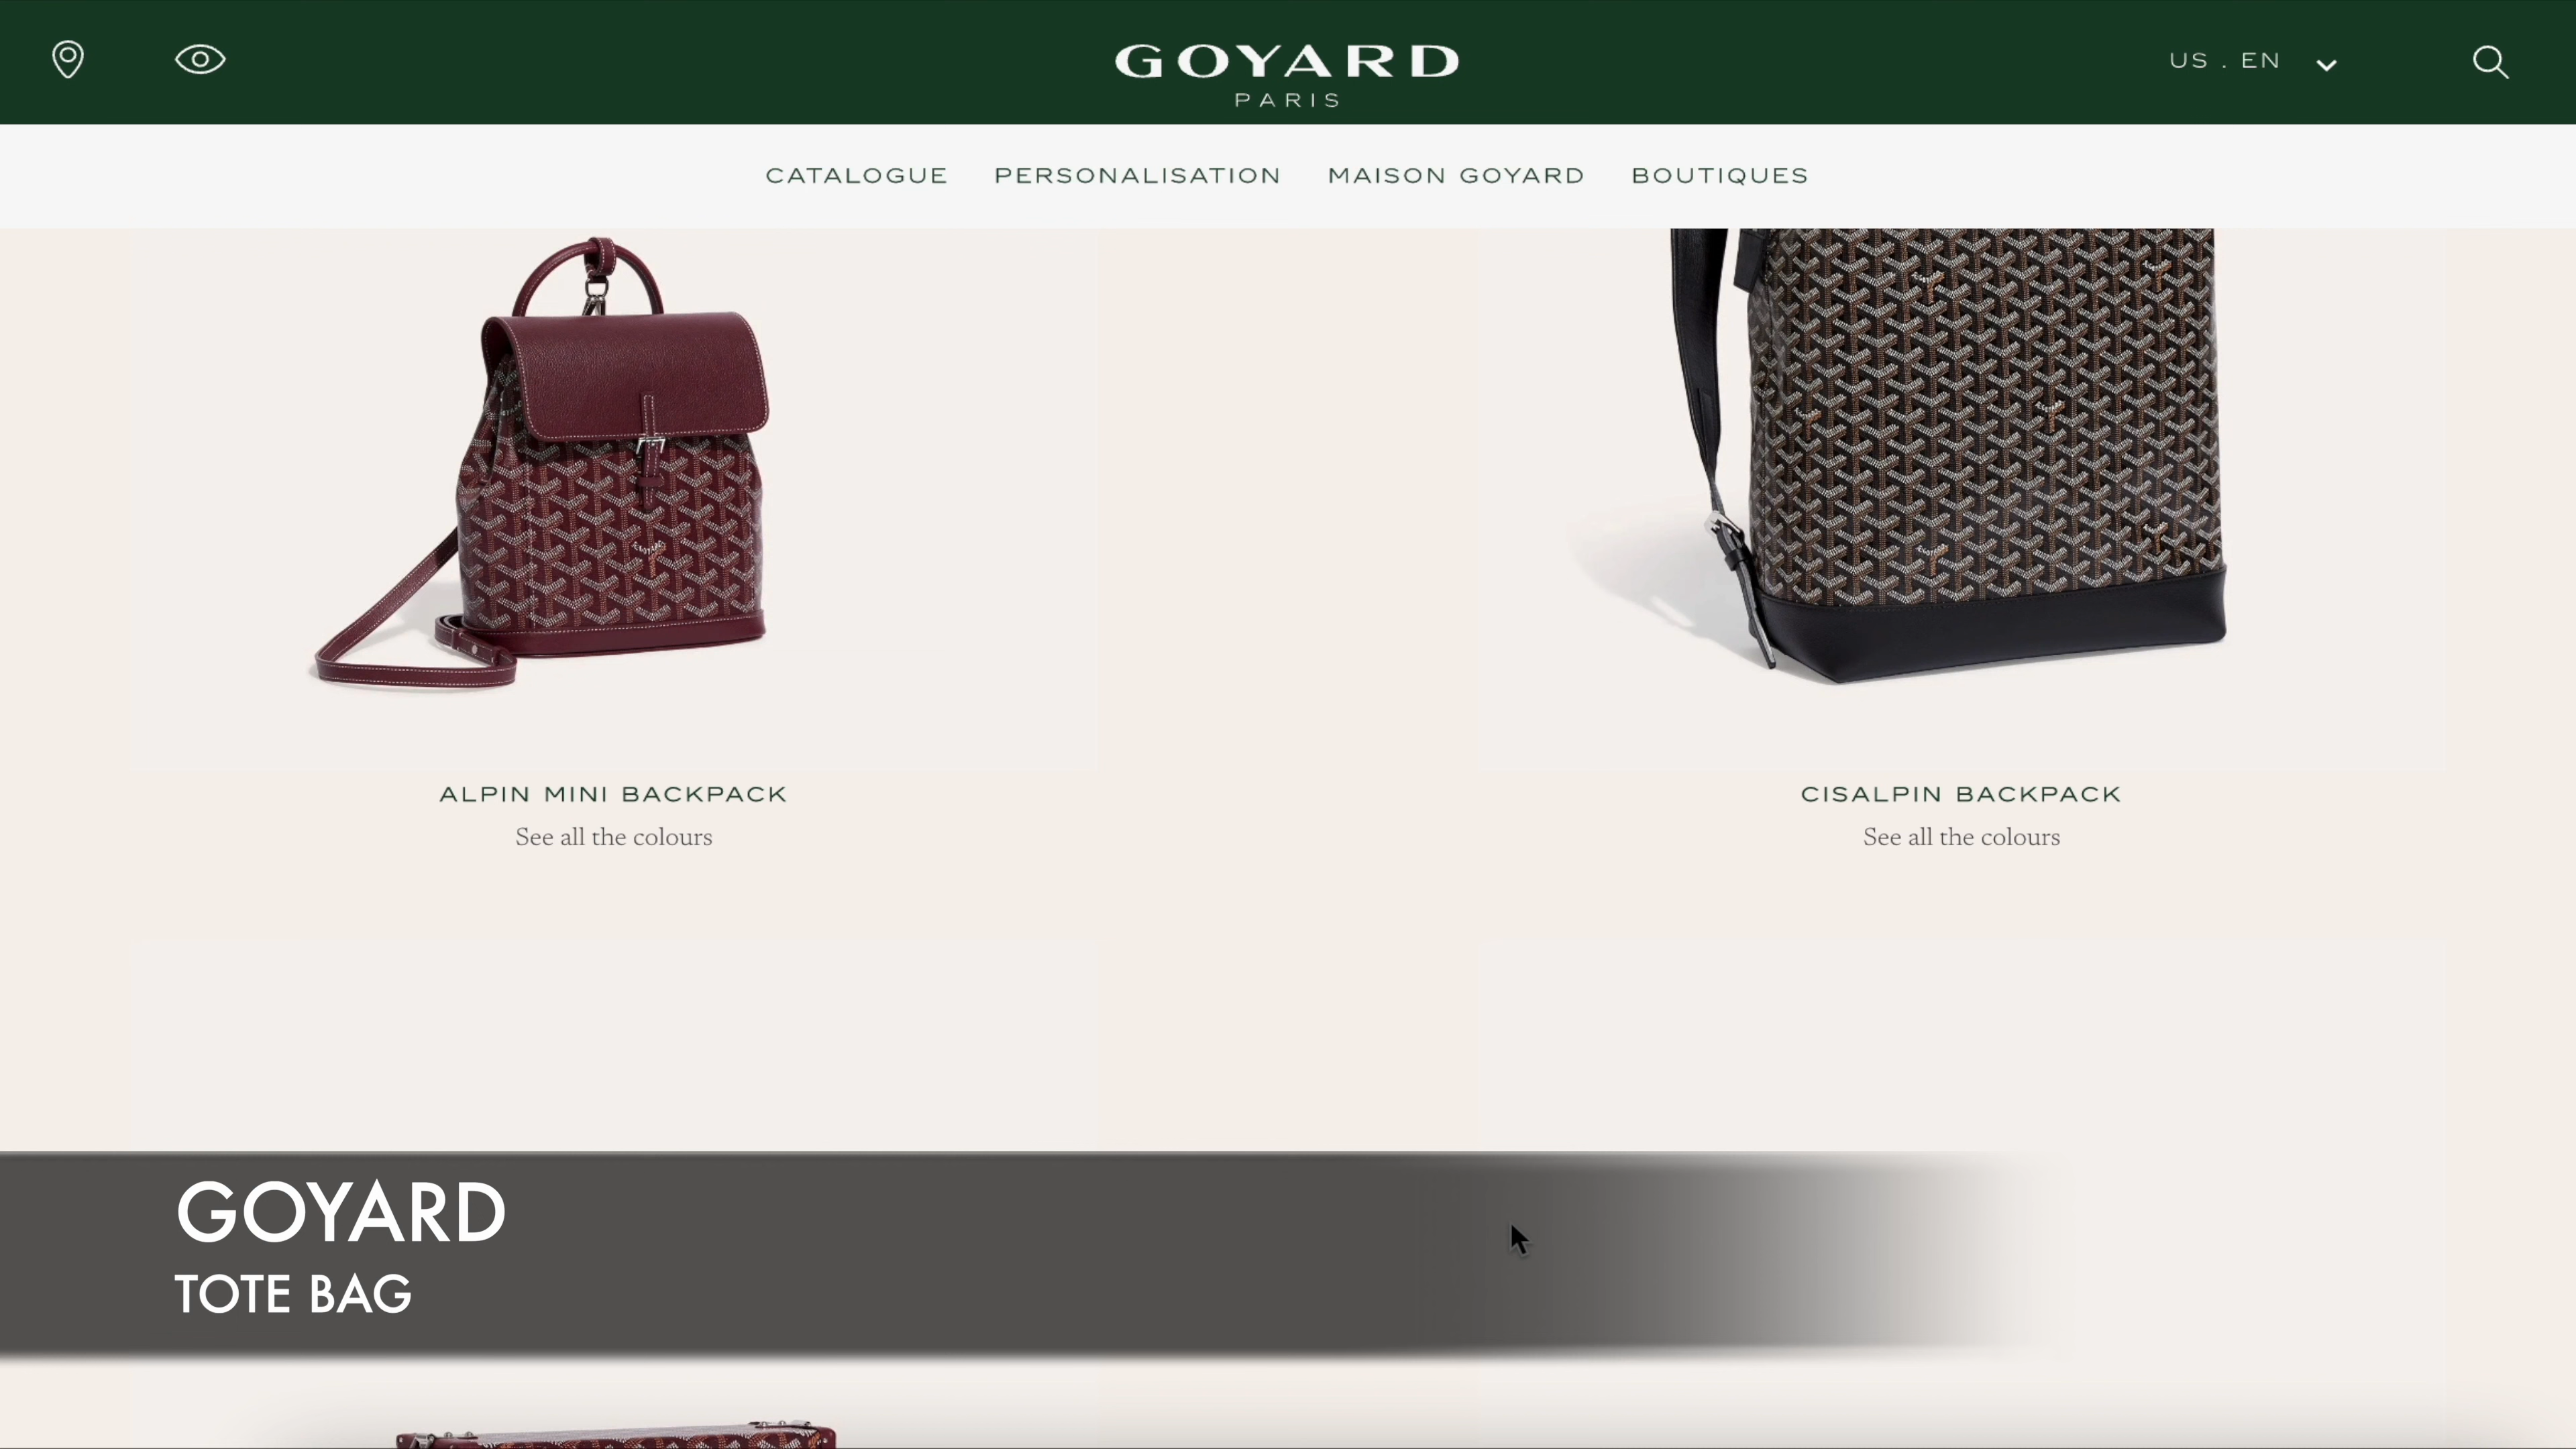 GOYARD
PARIS
US . EN
CATALOGUE PERSONALISATION MAISON GOYARD BOUTIQUES
ALPIN MINI BACKPACK
See all the colours
CISALPIN BACKPACK
See all the colours
GOYARD
TOTE BAG